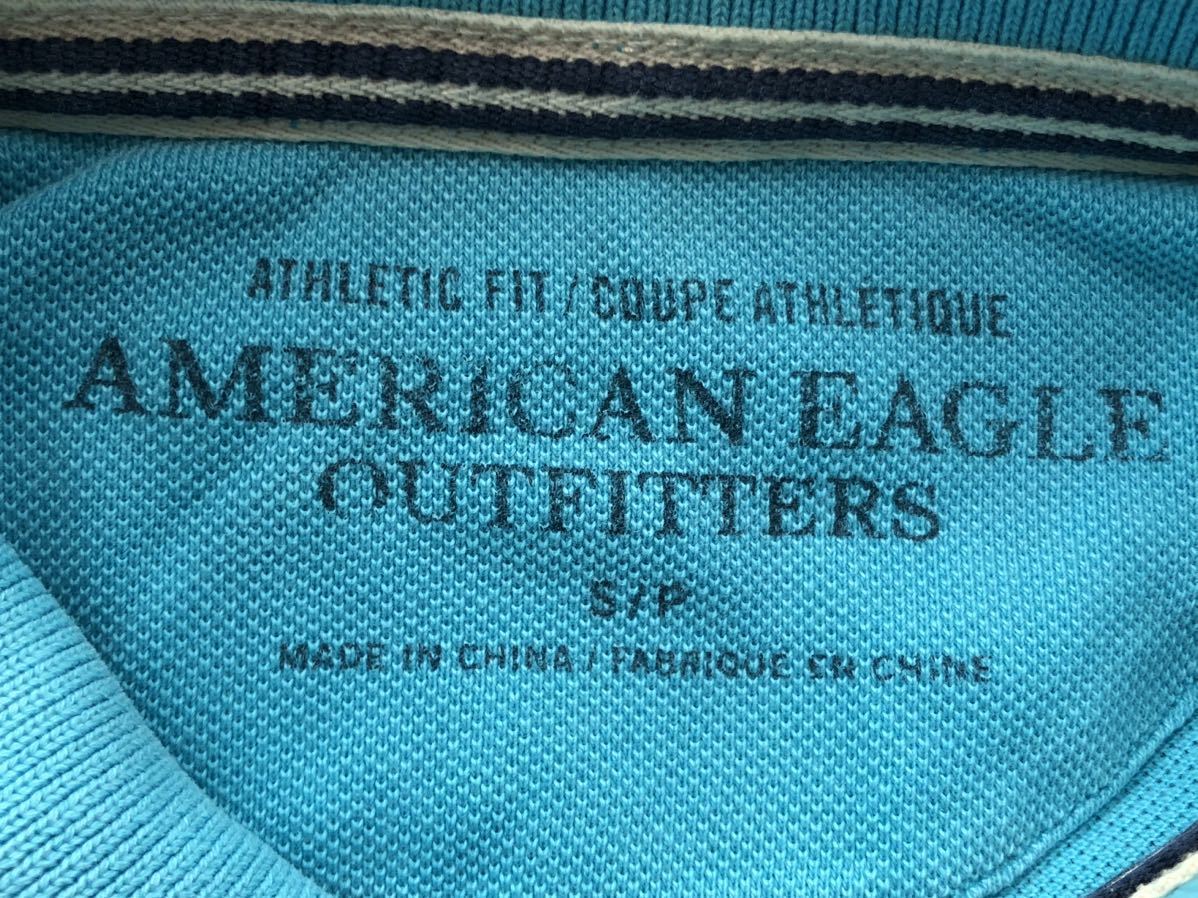 ATHLETIC FIT / COUPE ATHLETIQUE
AMERICAN EAGLE
OUTFITTERS
S/P
MADE IN CHINA / FABRIQUE EN CHINE